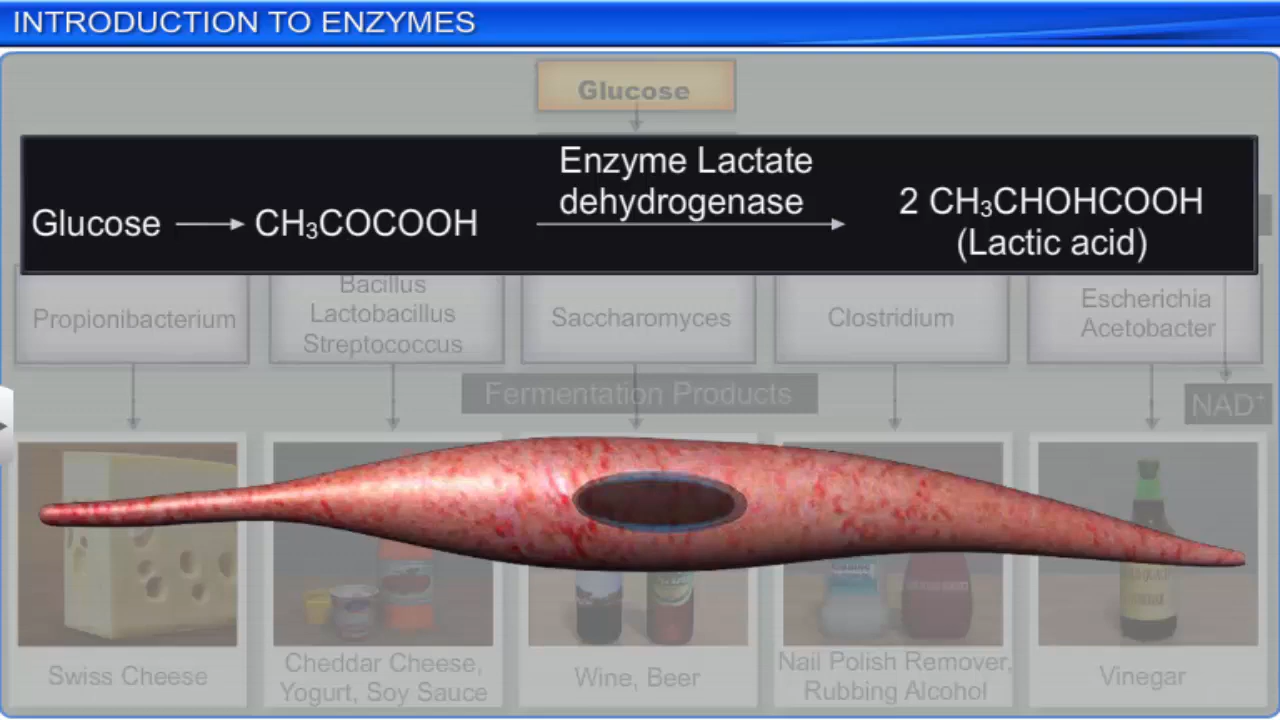 INTRODUCTION TO ENZYMES
Glucose
Enzyme Lactate
dehydrogenase
Glucose → CH₃COCOOH
2 CH₃CHOHCOOH
(Lactic acid)
Propionibacterium
Bacillus
Lactobacillus
Streptococcus
Saccharomyces
Clostridium
Escherichia
Acetobacter
Fermentation Products
NAD⁺
Swiss Cheese
Cheddar Cheese,
Yogurt, Soy Sauce
Wine, Beer
Nail Polish Remover,
Rubbing Alcohol
Vinegar